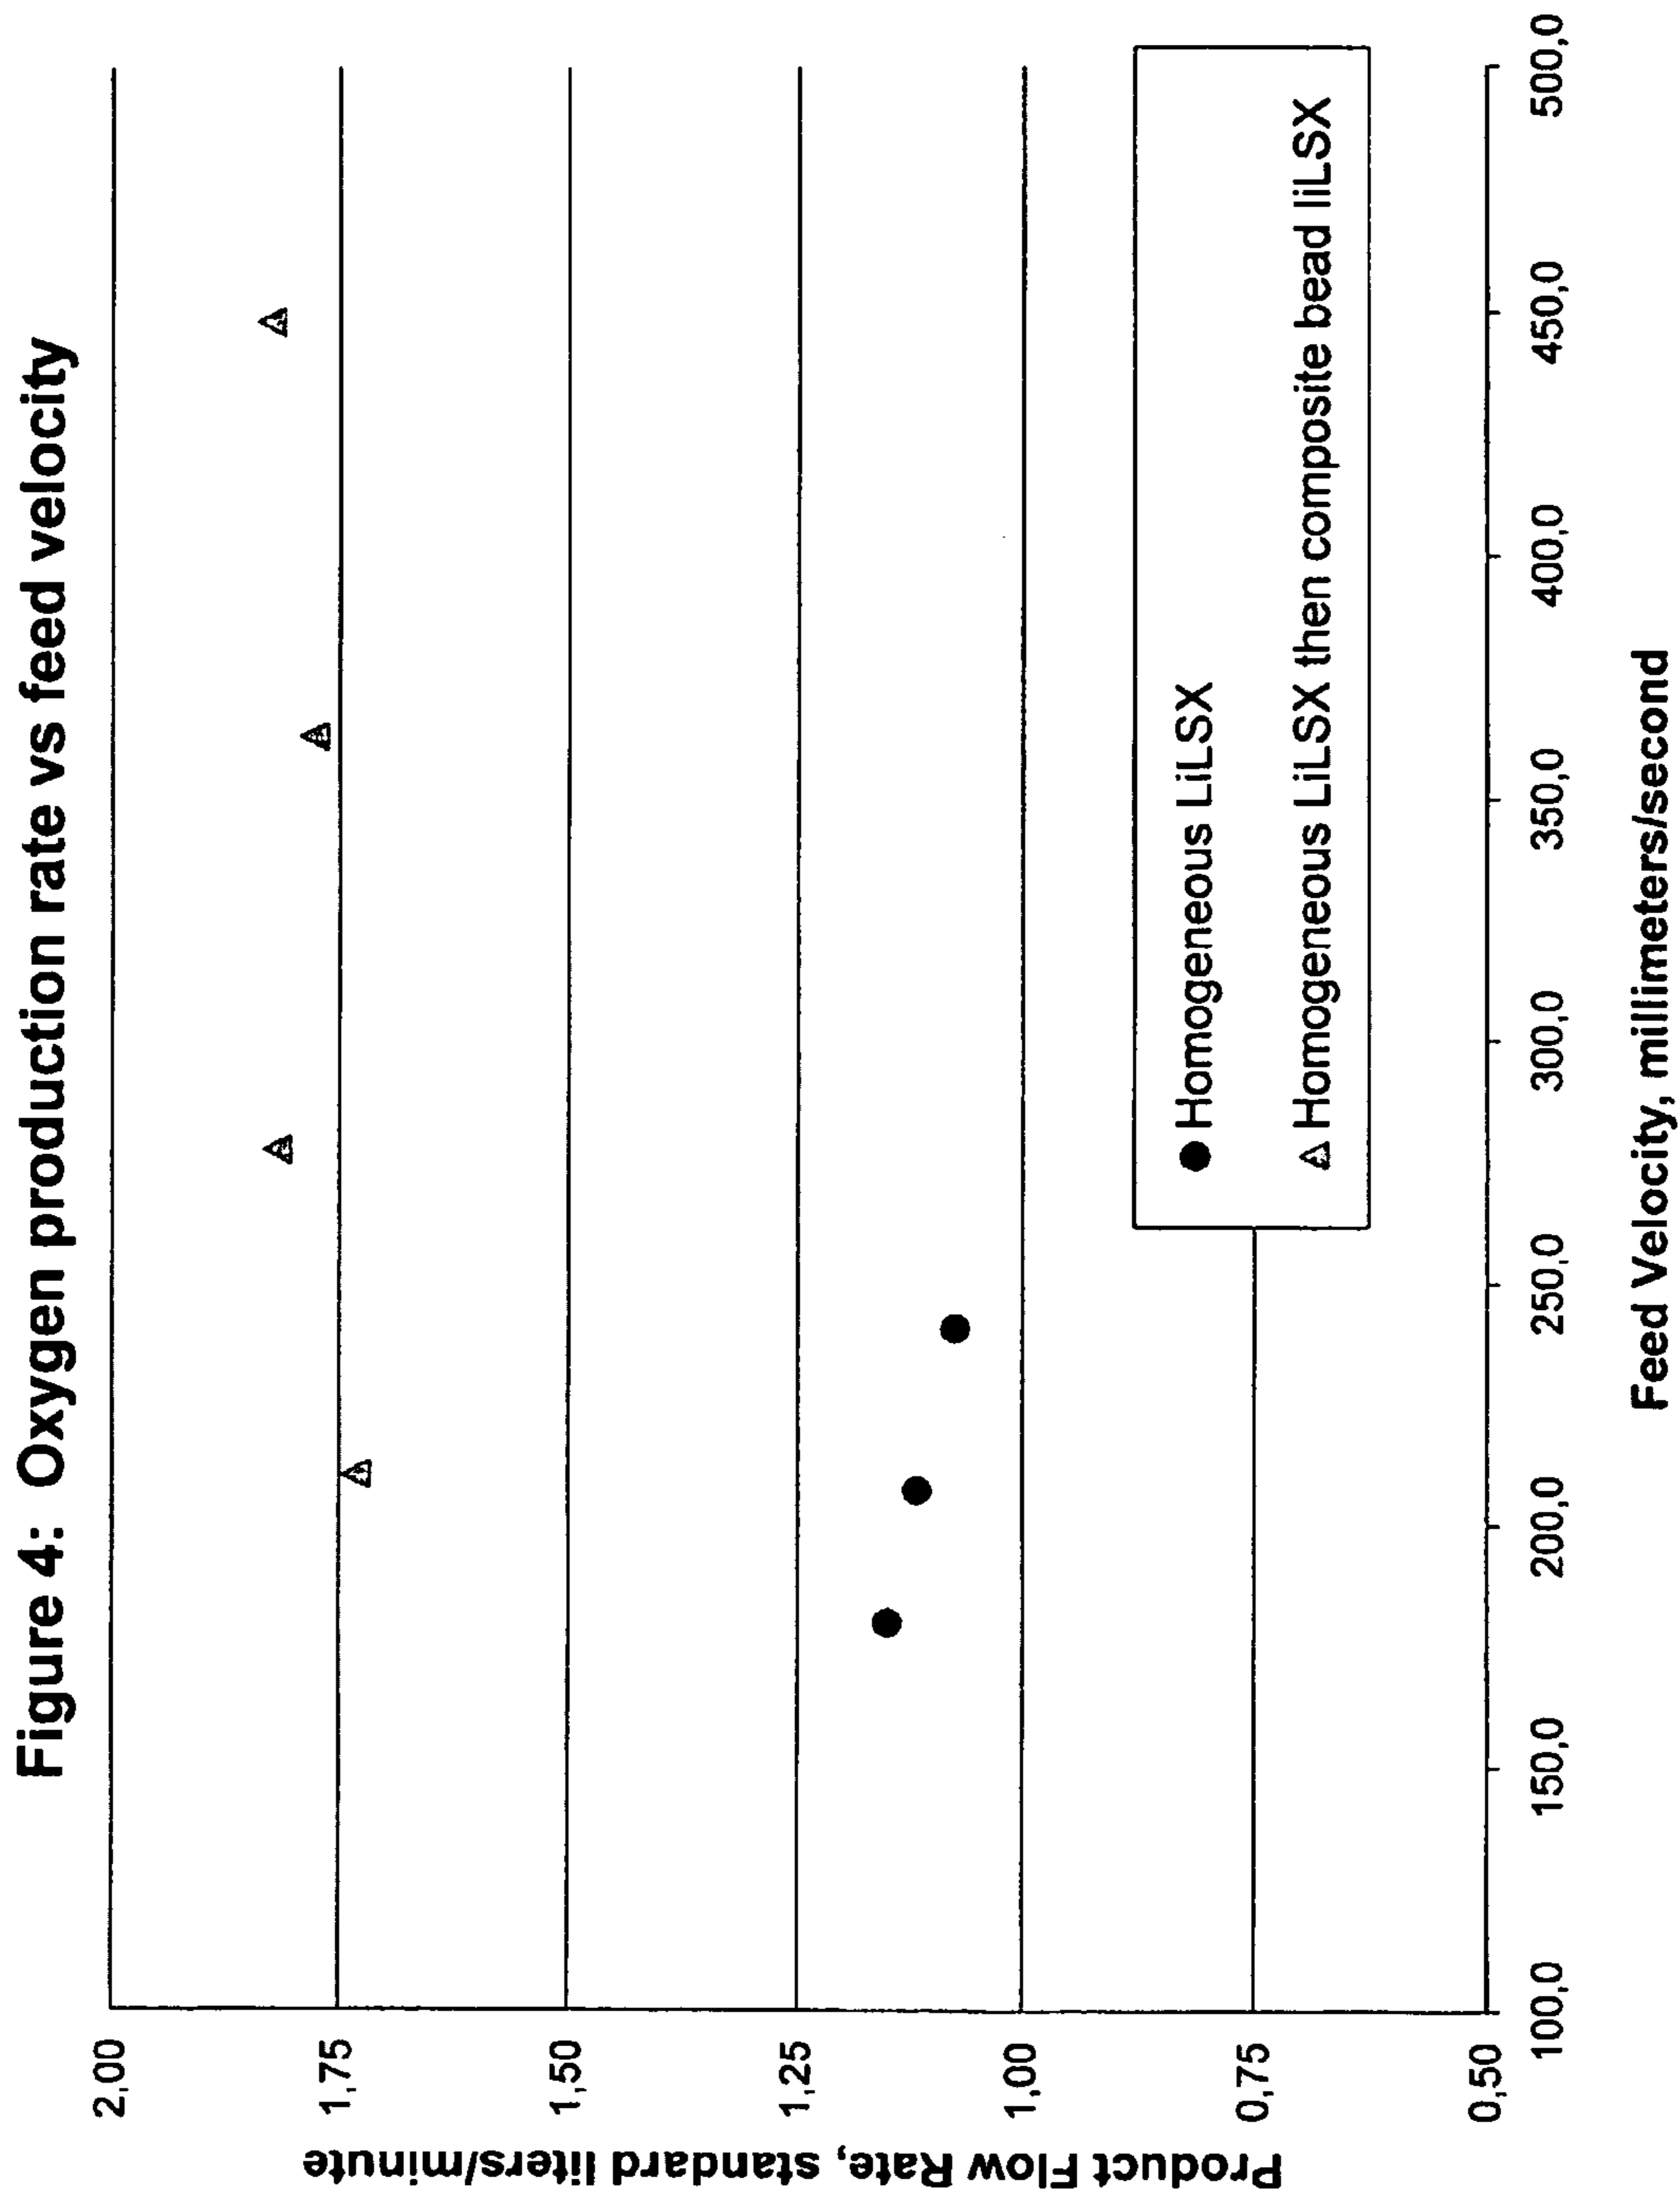 Figure 4: Oxygen production rate vs feed velocity
Product Flow Rate, standard liters/minute
2,00
1,75
1,50
1,25
1,00
0,75
0,50
Homogeneous LiLSX
Homogeneous LiLSX then composite bead liLSX
100,0 150,0 200,0 250,0 300,0 350,0 400,0 450,0 500,0
Feed Velocity, millimeters/second